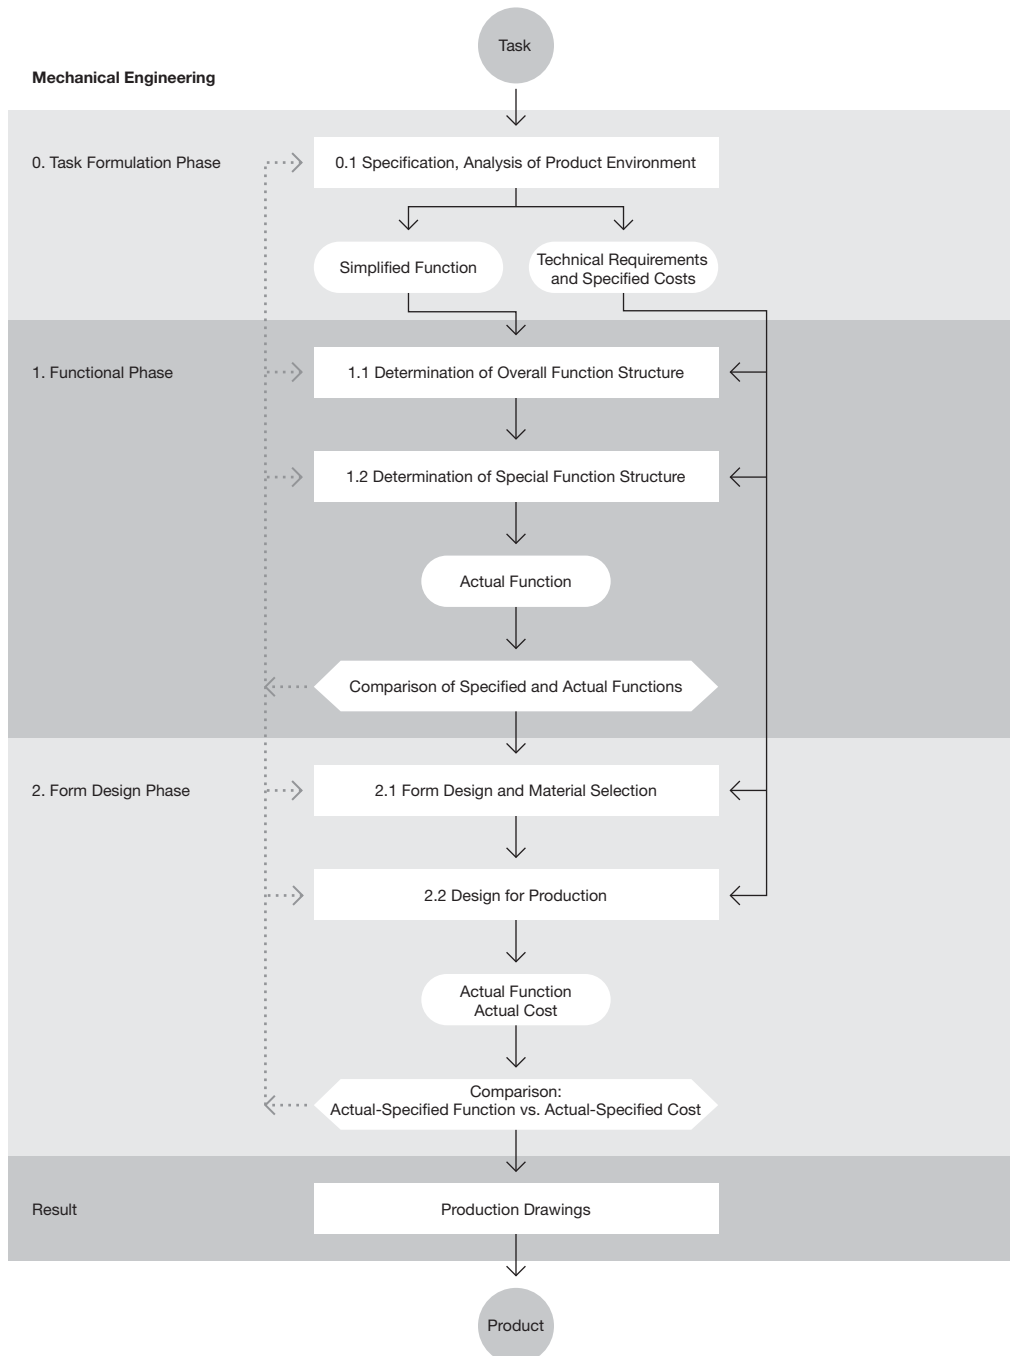 Task
Mechanical Engineering
0. Task Formulation Phase
0.1 Specification, Analysis of Product Environment
Simplified Function
Technical Requirements
and Specified Costs
1. Functional Phase
1.1 Determination of Overall Function Structure
1.2 Determination of Special Function Structure
Actual Function
Comparison of Specified and Actual Functions
2. Form Design Phase
2.1 Form Design and Material Selection
2.2 Design for Production
Actual Function
Actual Cost
Comparison:
Actual-Specified Function vs. Actual-Specified Cost
Result
Production Drawings
Product